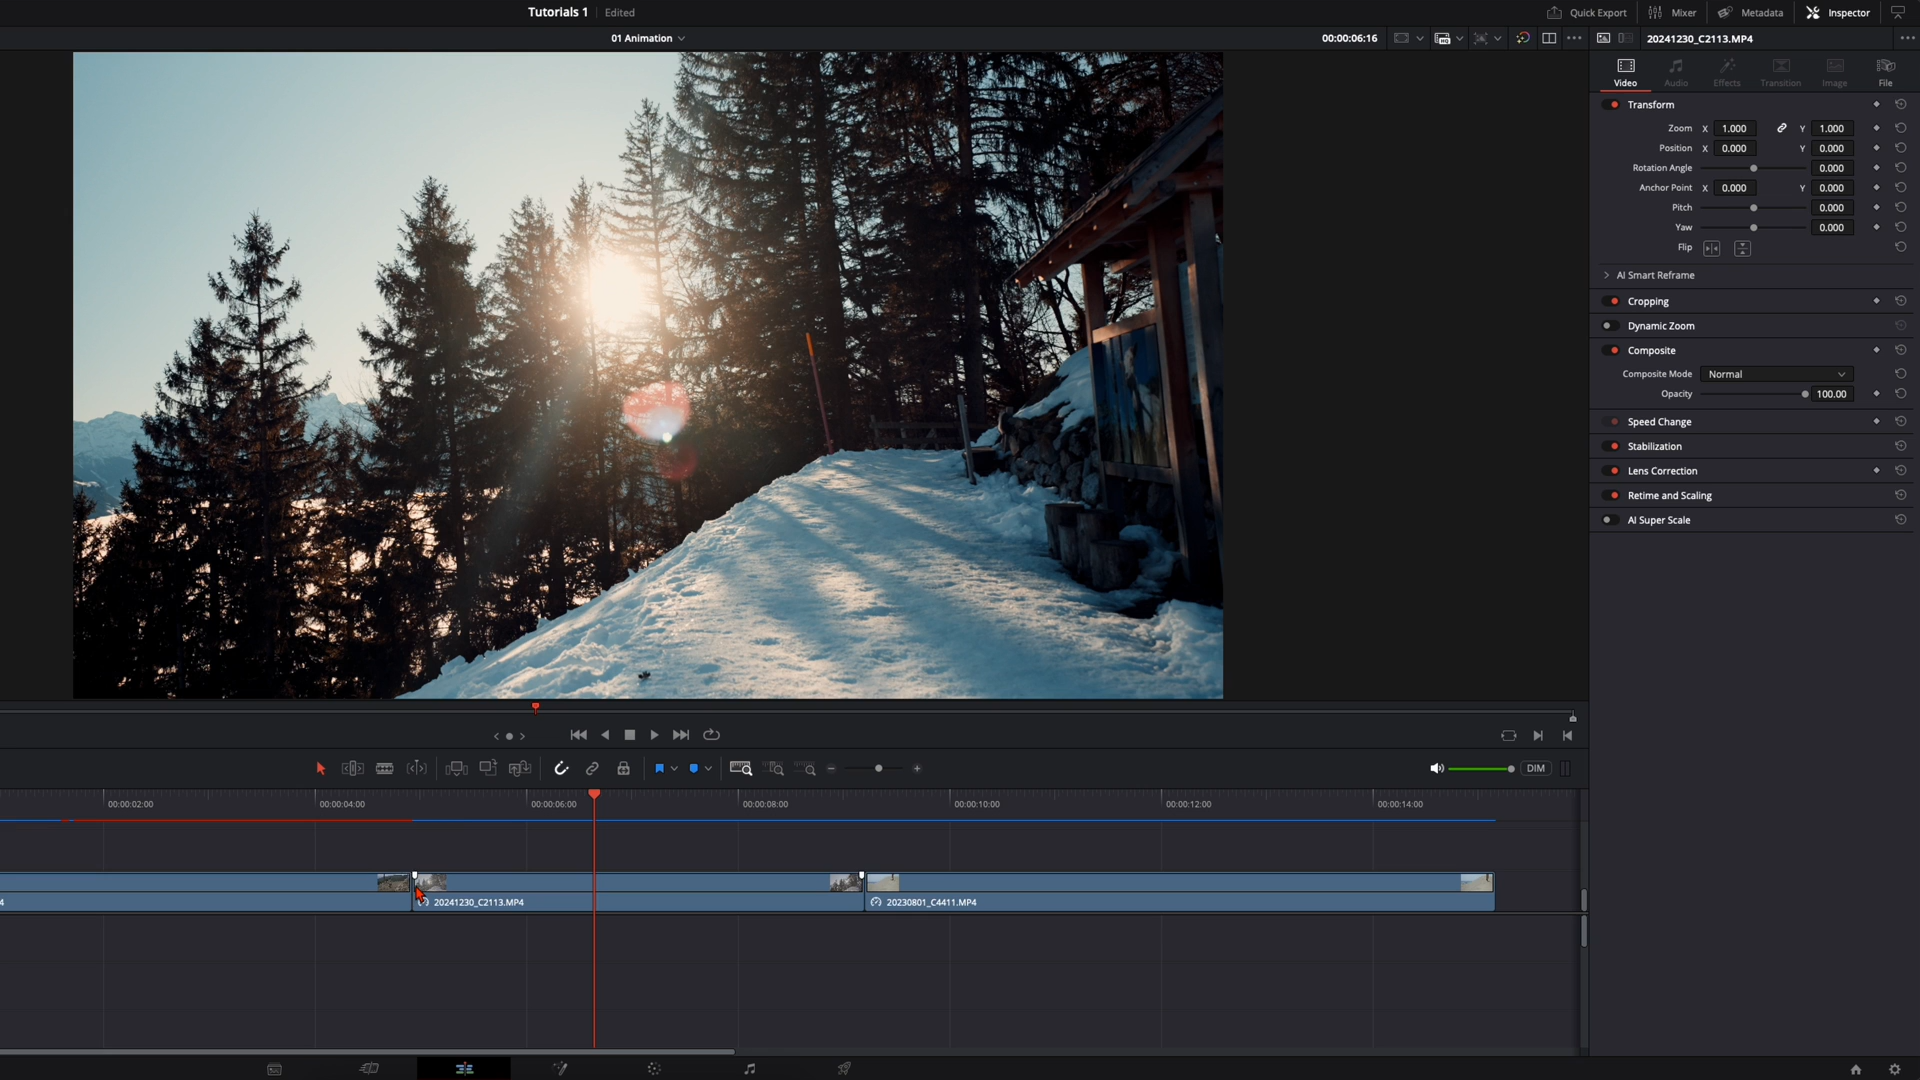 Tutorials 1 Edited
Quick Export Mixer Metadata Inspector
01 Animation 00:00:06:16 20241230_C2113.MP4
Video Audio Effects Transition Image File
Transform
Zoom X 1.000 Y 1.000
Position X 0.000 Y 0.000
Rotation Angle 0.000
Anchor Point X 0.000 Y 0.000
Pitch 0.000
Yaw 0.000
Flip
AI Smart Reframe
Cropping
Dynamic Zoom
Composite
Composite Mode Normal
Opacity 100.00
Speed Change
Stabilization
Lens Correction
Retime and Scaling
AI Super Scale
DIM
00:00:02:00 00:00:04:00 00:00:06:00 00:00:08:00 00:00:10:00 00:00:12:00 00:00:14:00
4 20241230_C2113.MP4 20230801_C4411.MP4